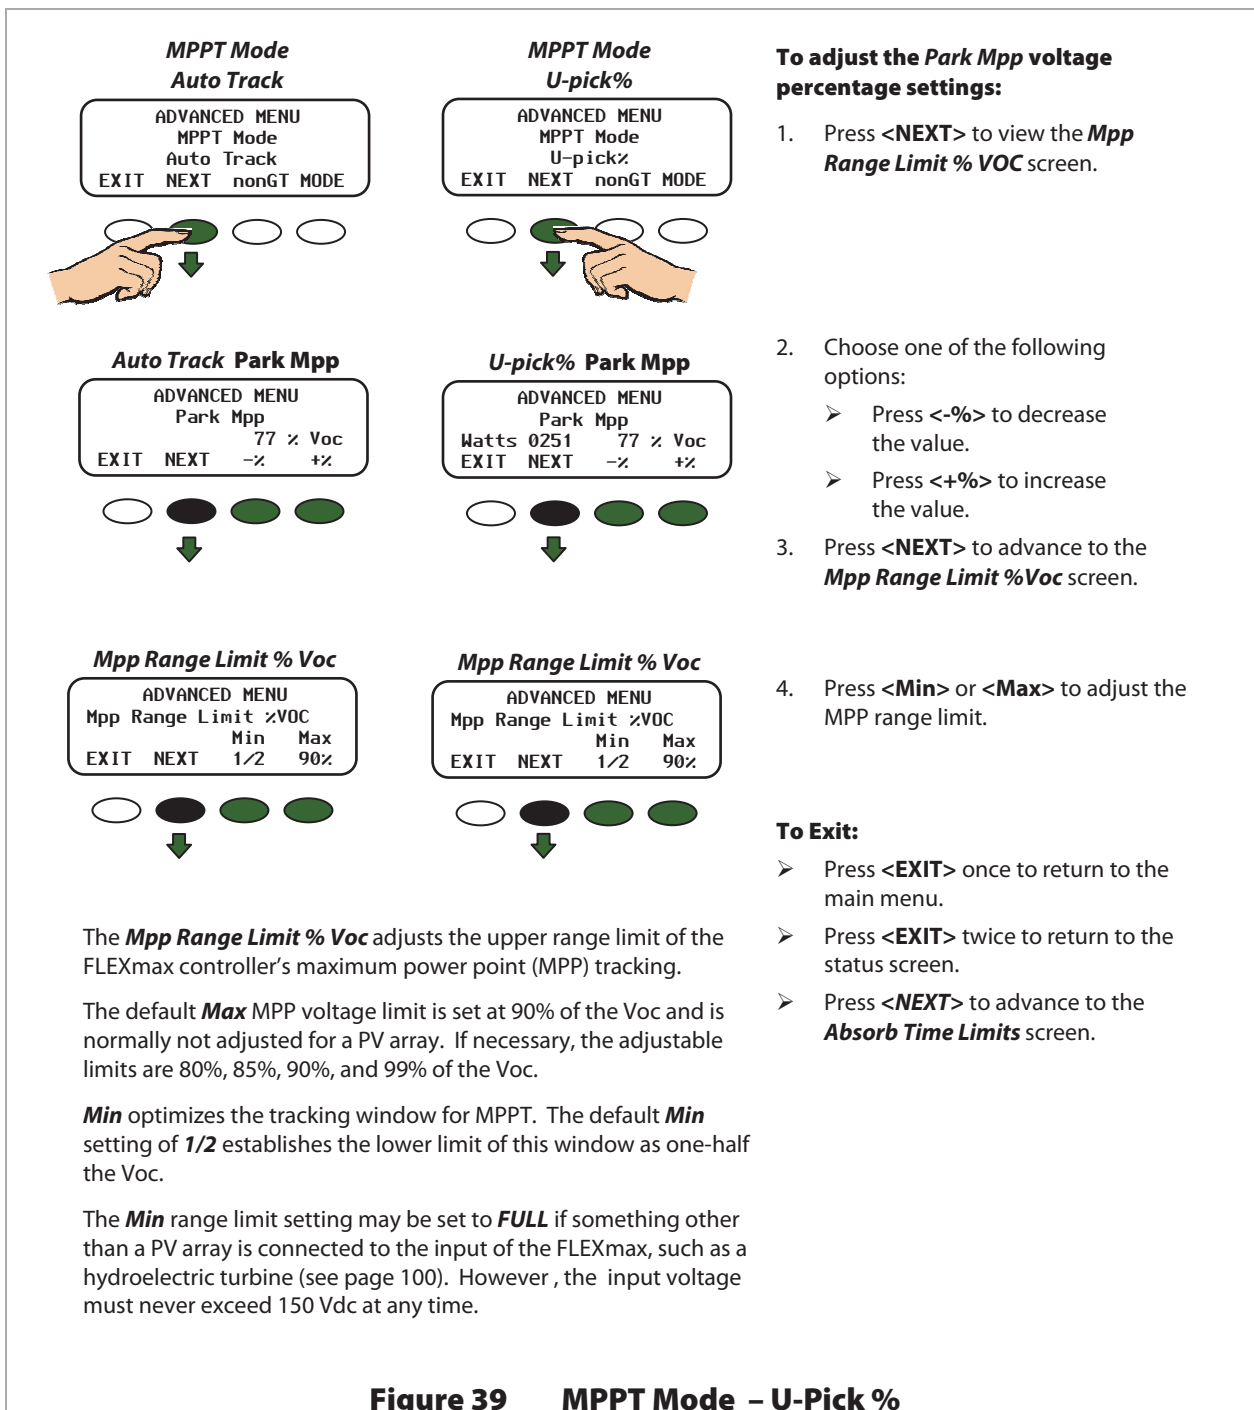 MPPT Mode
Auto Track
ADVANCED MENU
MPPT Mode
Auto Track
EXIT NEXT nonGT MODE
MPPT Mode
U-pick%
ADVANCED MENU
MPPT Mode
U-pick%
EXIT NEXT nonGT MODE
Auto Track Park Mpp
ADVANCED MENU
Park Mpp
77 % Voc
EXIT NEXT -% +%
U-pick% Park Mpp
ADVANCED MENU
Park Mpp
Watts 0251 77 % Voc
EXIT NEXT -% +%
Mpp Range Limit % Voc
ADVANCED MENU
Mpp Range Limit %VOC
Min Max
EXIT NEXT 1/2 90%
Mpp Range Limit % Voc
ADVANCED MENU
Mpp Range Limit %VOC
Min Max
EXIT NEXT 1/2 90%
The Mpp Range Limit % Voc adjusts the upper range limit of the
FLEXmax controller's maximum power point (MPP) tracking.
The default Max MPP voltage limit is set at 90% of the Voc and is
normally not adjusted for a PV array. If necessary, the adjustable
limits are 80%, 85%, 90%, and 99% of the Voc.
Min optimizes the tracking window for MPPT. The default Min
setting of 1/2 establishes the lower limit of this window as one-half
the Voc.
The Min range limit setting may be set to FULL if something other
than a PV array is connected to the input of the FLEXmax, such as a
hydroelectric turbine (see page 100). However , the input voltage
must never exceed 150 Vdc at any time.
To adjust the Park Mpp voltage
percentage settings:
1. Press <NEXT> to view the Mpp
Range Limit % VOC screen.
2. Choose one of the following
options:
➢ Press <-%> to decrease
the value.
➢ Press <+%> to increase
the value.
3. Press <NEXT> to advance to the
Mpp Range Limit %Voc screen.
4. Press <Min> or <Max> to adjust the
MPP range limit.
To Exit:
➢ Press <EXIT> once to return to the
main menu.
➢ Press <EXIT> twice to return to the
status screen.
➢ Press <NEXT> to advance to the
Absorb Time Limits screen.
Figure 39 MPPT Mode – U-Pick %